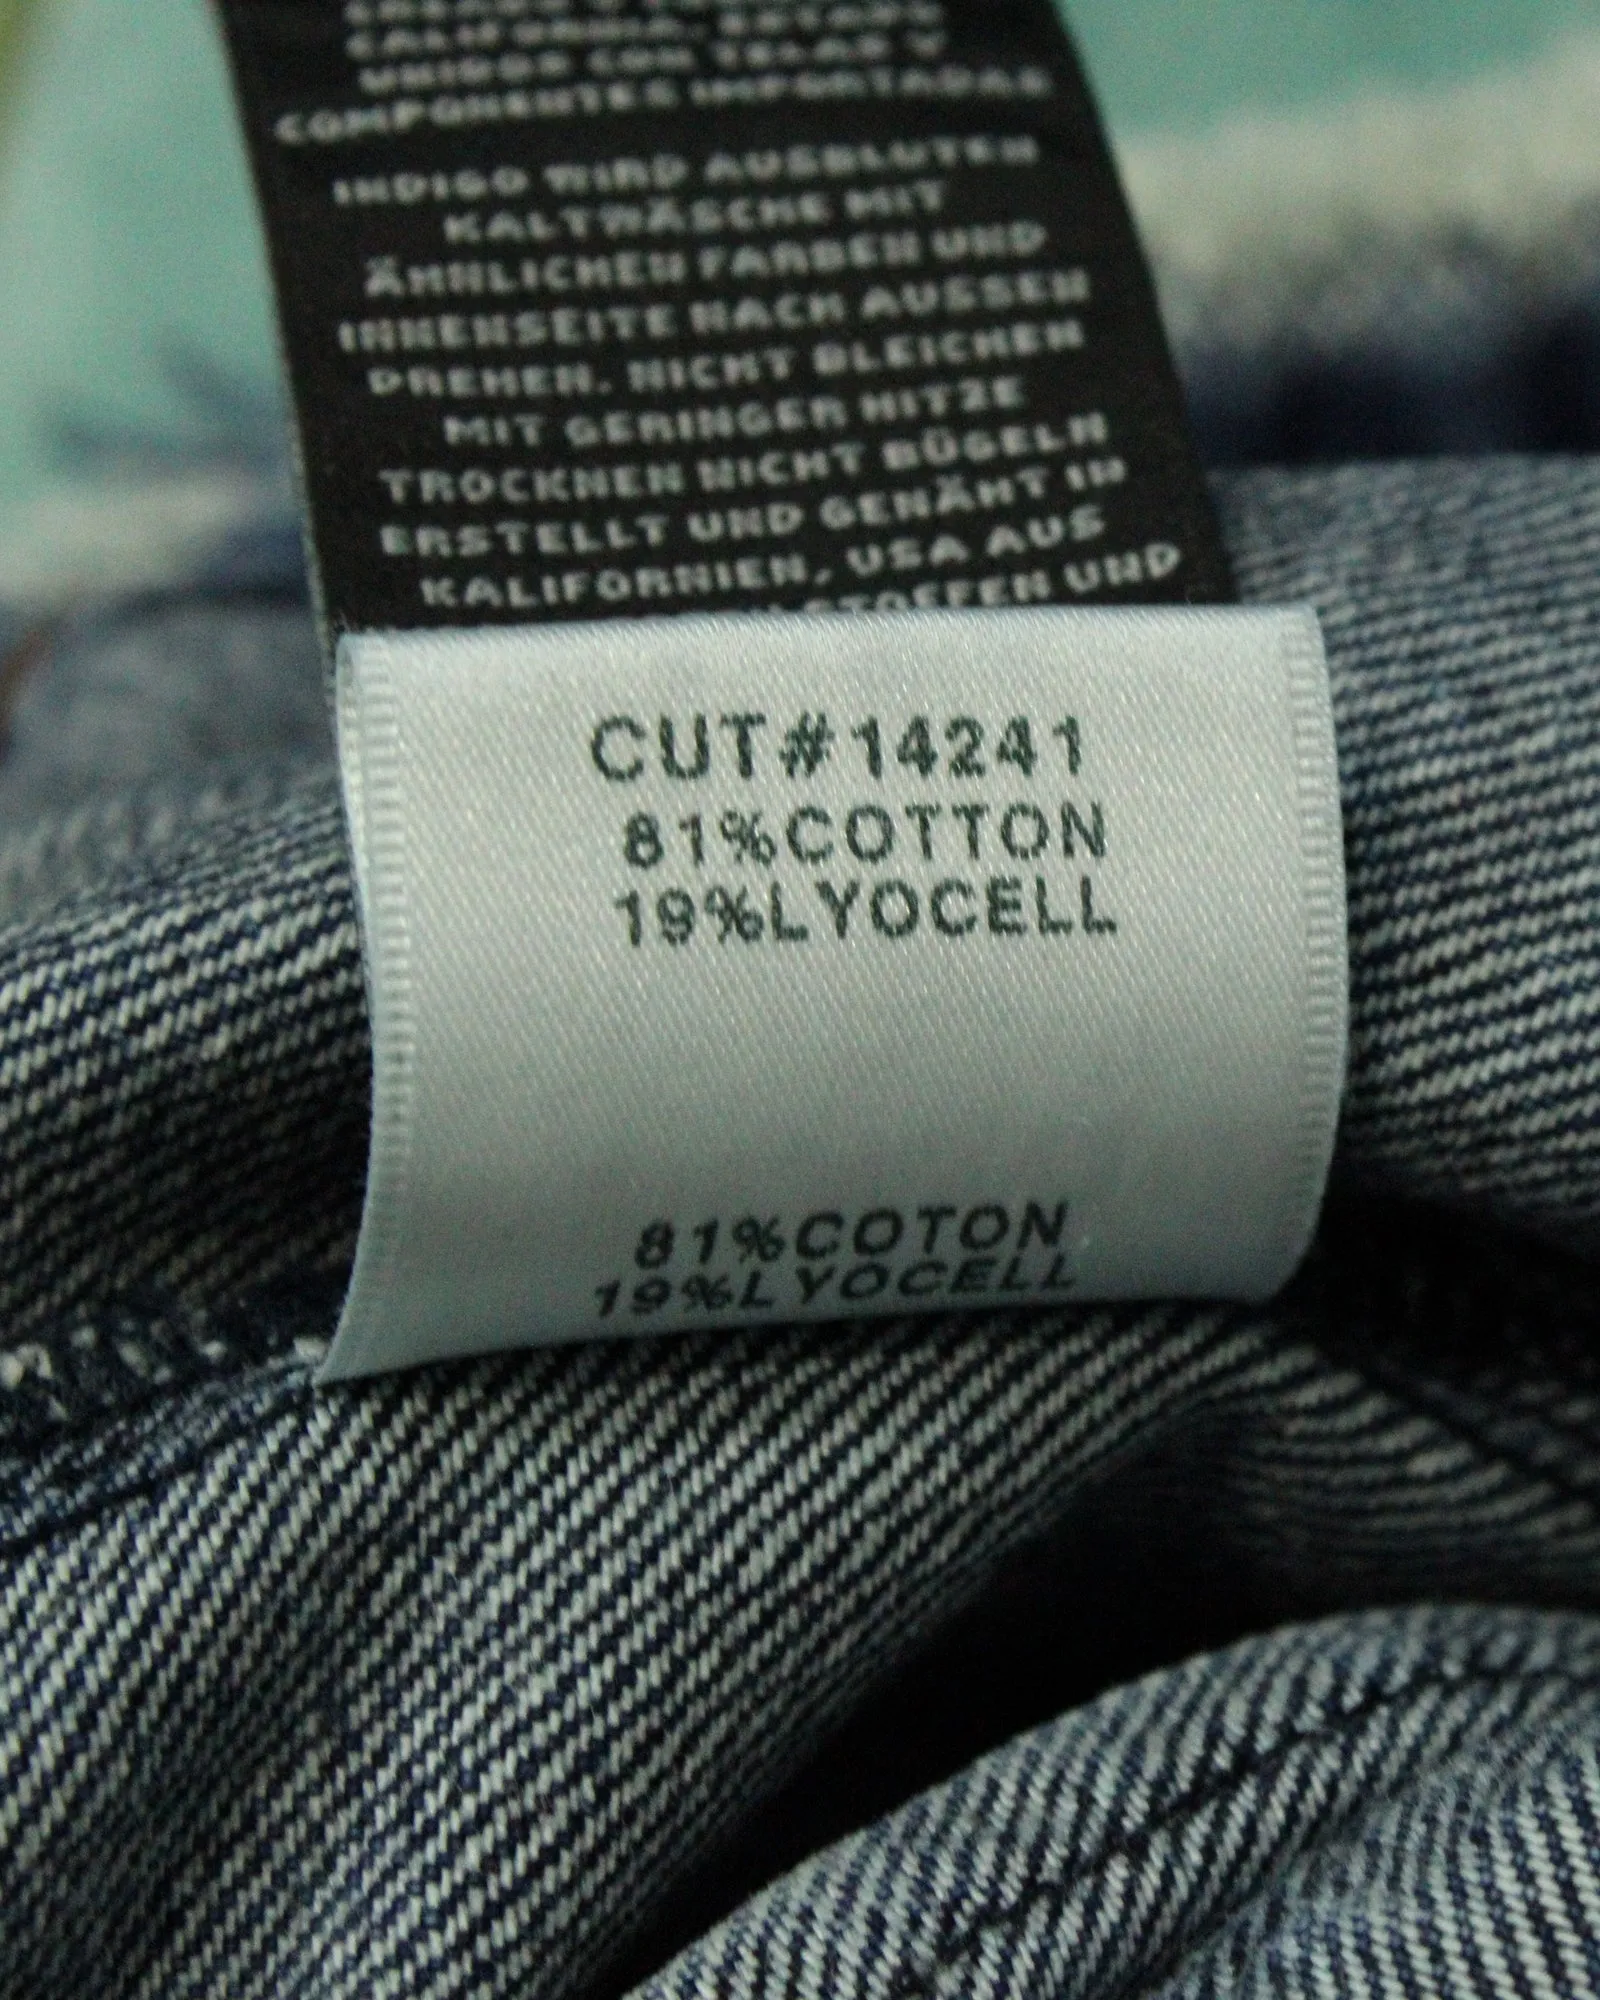 CALIFORNIA, ESTADOS
UNIDOS CON TELAS Y
COMPONENTES IMPORTADAS
INDIGO WIRD AUSBLUTEN
KALTWÄSCHE MIT
ÄHNLICHEN FARBEN UND
INNENSEITE NACH AUSSEN
DREHEN. NICHT BLEICHEN
MIT GERINGER HITZE
TROCKNEN NICHT BÜGELN
ERSTELLT UND GENÄHT IN
KALIFORNIEN, USA AUS
UND
CUT#14241
81%COTTON
19%LYOCELL
81%COTON
19%LYOCELL